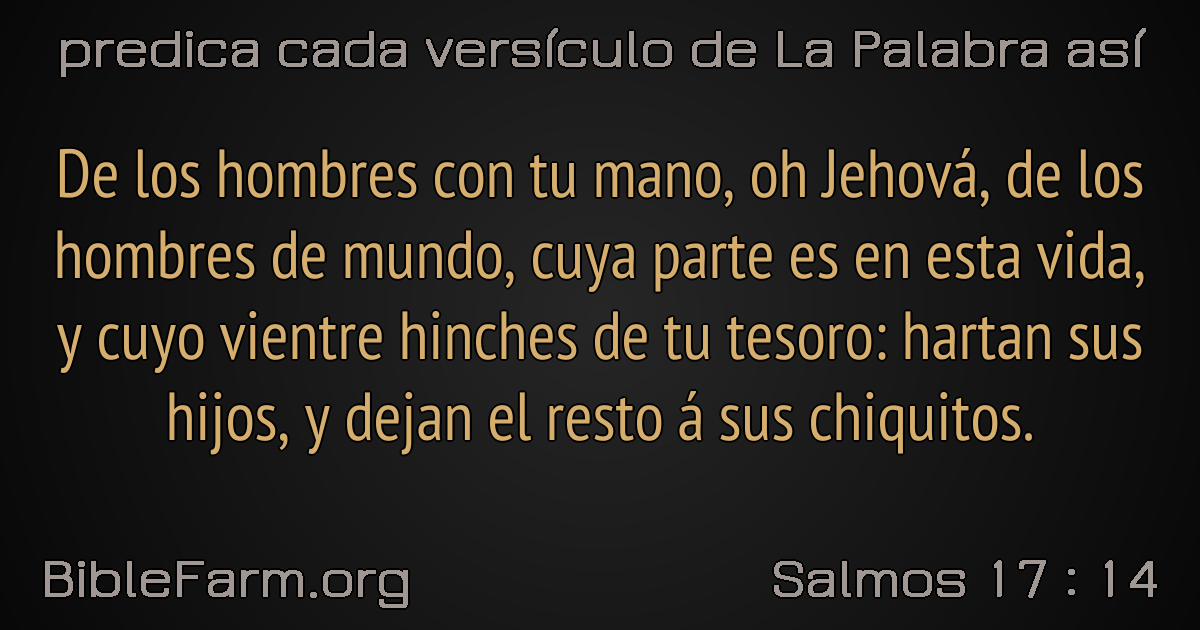 predica cada versículo de La Palabra así
De los hombres con tu mano, oh Jehová, de los
hombres de mundo, cuya parte es en esta vida,
y cuyo vientre hinches de tu tesoro: hartan sus
hijos, y dejan el resto á sus chiquitos.
BibleFarm.org
Salmos 17 : 14